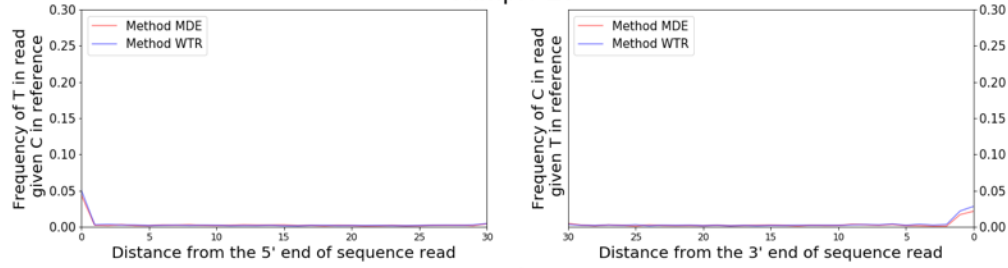 0.30
0.25
0.20
0.15
0.10
0.05
0.00
Frequency of T in read
given C in reference
Method MDE
Method WTR
0 5 10 15 20 25 30
Distance from the 5' end of sequence read
Frequency of C in read
given T in reference
Method MDE
Method WTR
30 25 20 15 10 5 0
Distance from the 3' end of sequence read
0.30
0.25
0.20
0.15
0.10
0.05
0.00